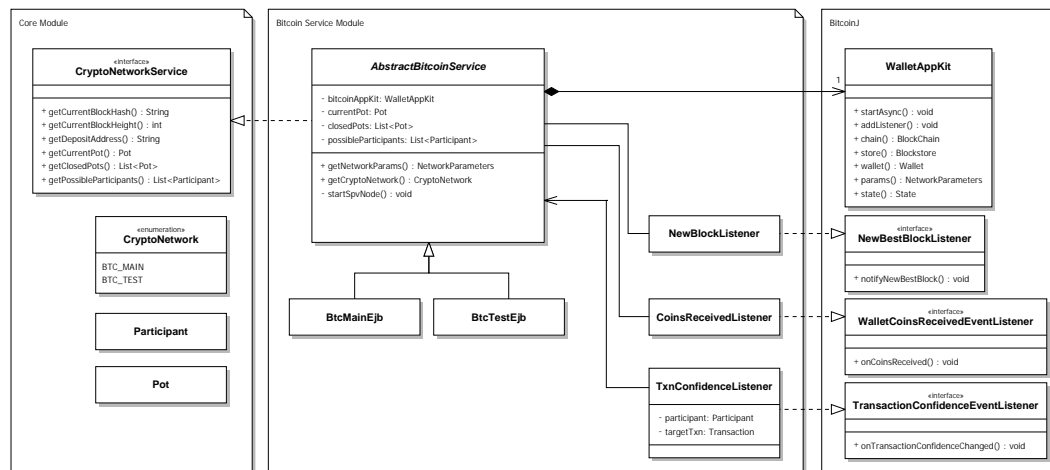 Core Module
«interface»
CryptoNetworkService
+ getCurrentBlockHash() : String
+ getCurrentBlockHeight() : int
+ getDepositAddress() : String
+ getCurrentPot() : Pot
+ getClosedPots() : List<Pot>
+ getPossibleParticipants() : List<Participant>
«enumeration»
CryptoNetwork
BTC_MAIN
BTC_TEST
Participant
Pot
Bitcoin Service Module
AbstractBitcoinService
- bitcoinAppKit: WalletAppKit
- currentPot: Pot
- closedPots: List<Pot>
- possibleParticipants: List<Participant>
+ getNetworkParams() : NetworkParameters
+ getCryptoNetwork() : CryptoNetwork
- startSpvNode() : void
BtcMainEjb
BtcTestEjb
NewBlockListener
CoinsReceivedListener
TxnConfidenceListener
- participant: Participant
- targetTxn: Transaction
1
BitcoinJ
WalletAppKit
+ startAsync() : void
+ addListener() : void
+ chain() : BlockChain
+ store() : Blockstore
+ wallet() : Wallet
+ params() : NetworkParameters
+ state() : State
«interface»
NewBestBlockListener
+ notifyNewBestBlock() : void
«interface»
WalletCoinsReceivedEventListener
+ onCoinsReceived() : void
«interface»
TransactionConfidenceEventListener
+ onTransactionConfidenceChanged() : void